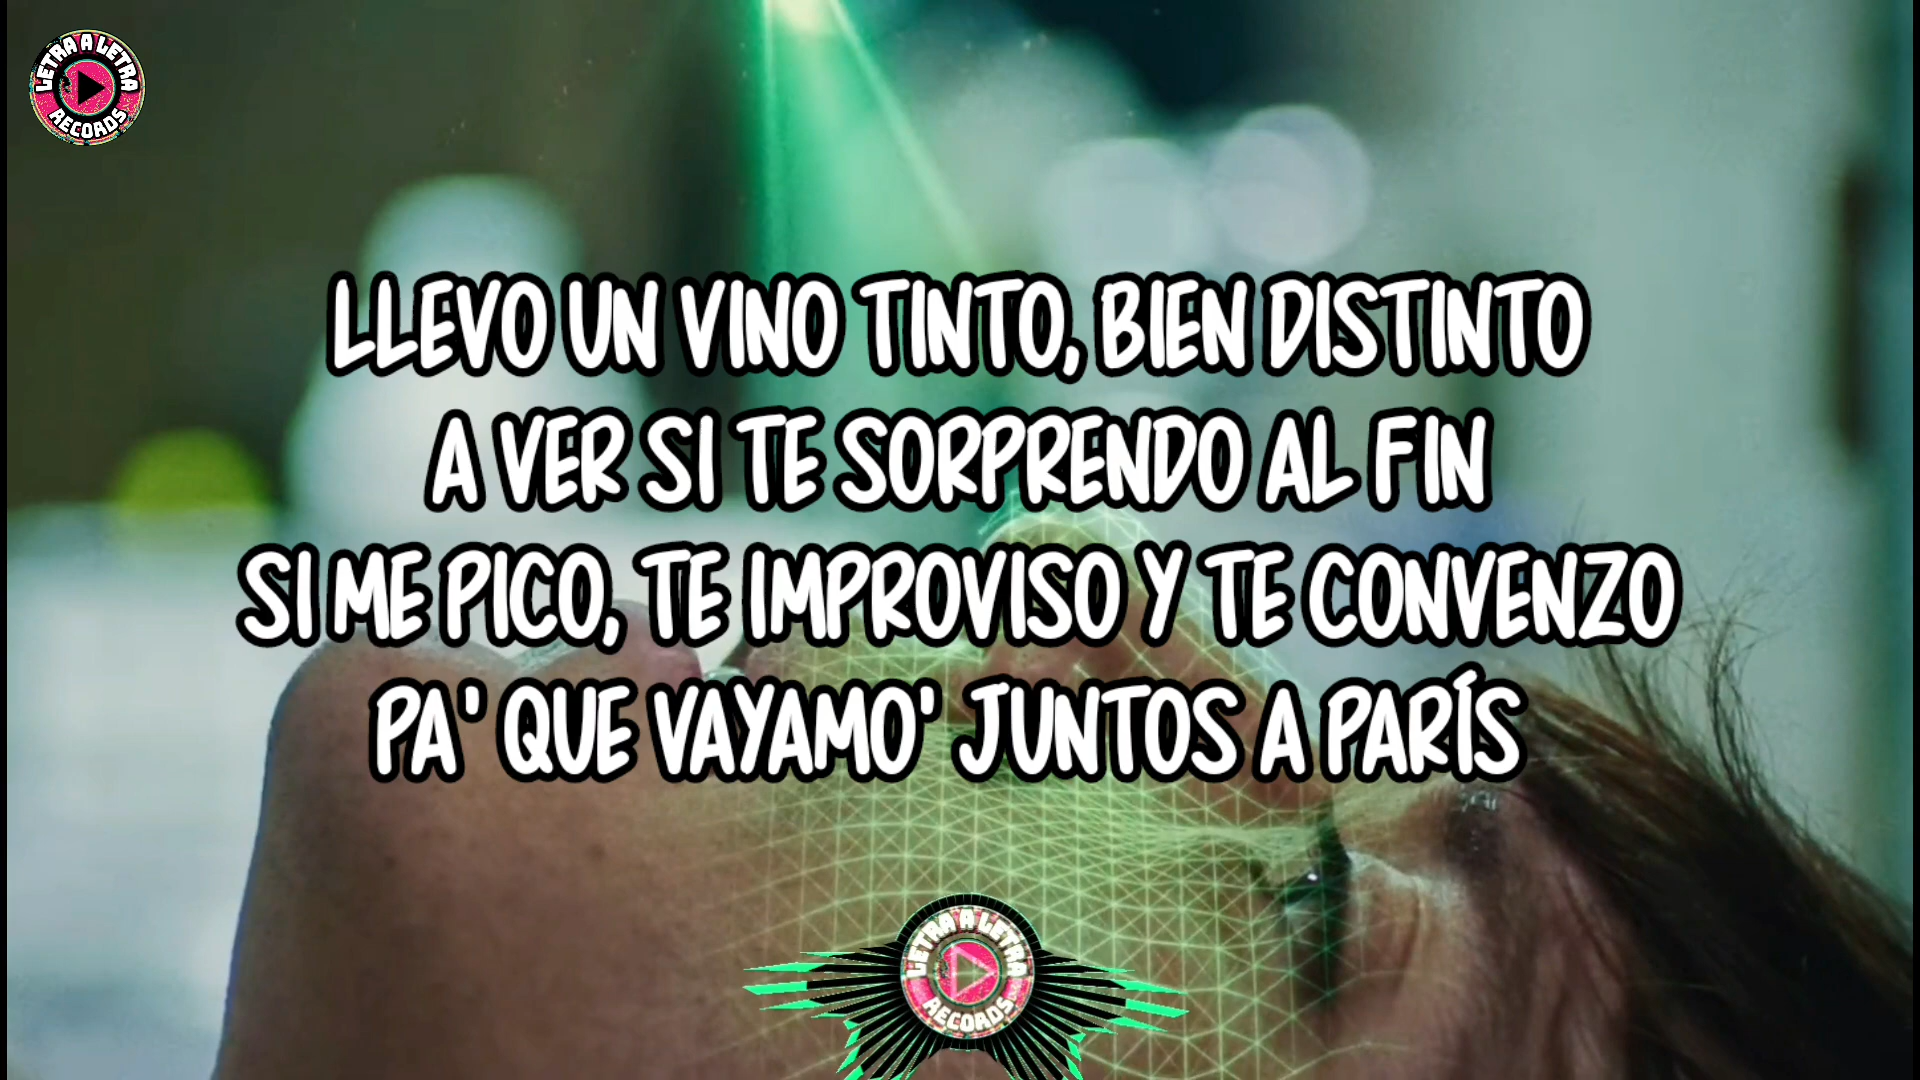 LETRA A LETRA
RECORDS
LLEVO UN VINO TINTO, BIEN DISTINTO
A VER SI TE SORPRENDO AL FIN
SI ME PICO, TE IMPROVISO Y TE CONVENZO
PA' QUE VAYAMO' JUNTOS A PARÍS
LETRA A LETRA
RECORDS